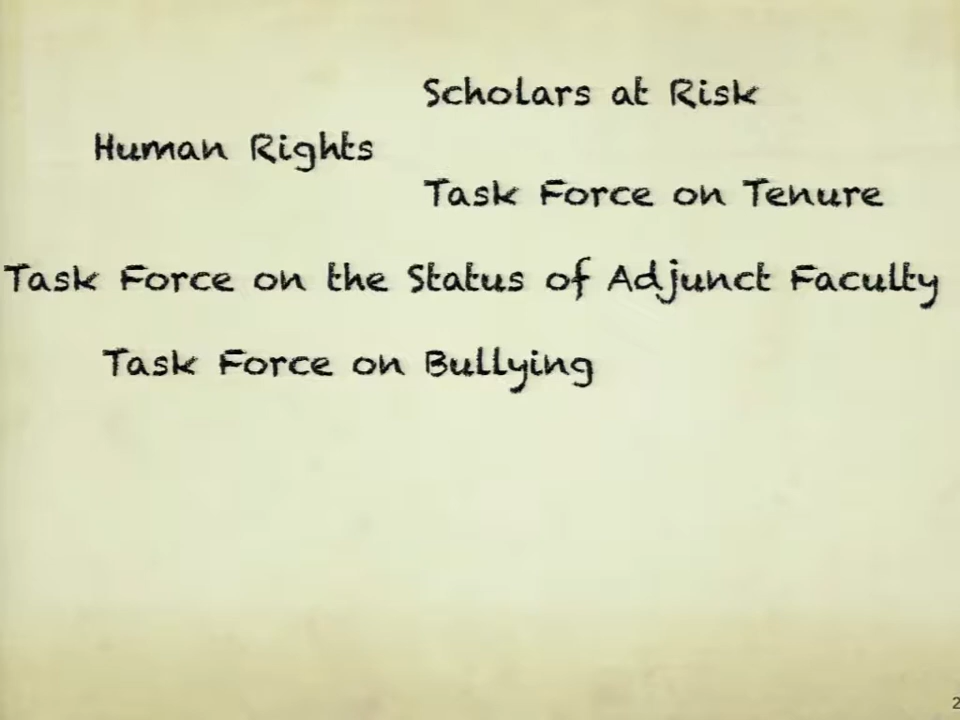 Scholars at Risk
Human Rights
Task Force on Tenure
Task Force on the Status of Adjunct Faculty
Task Force on Bullying
2